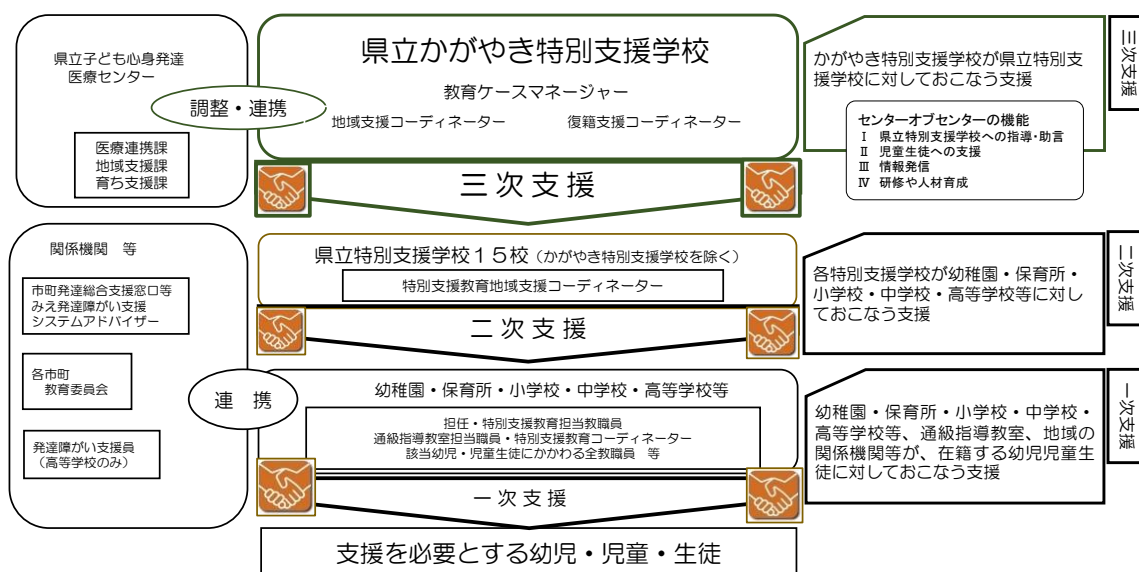 県立子ども心身発達
医療センター
調整・連携
医療連携課
地域支援課
育ち支援課
県立かがやき特別支援学校
教育ケースマネージャー
地域支援コーディネーター 復籍支援コーディネーター
三次支援
かがやき特別支援学校が県立特別支
援学校に対しておこなう支援
センターオブセンターの機能
Ⅰ 県立特別支援学校への指導・助言
Ⅱ 児童生徒への支援
Ⅲ 情報発信
Ⅳ 研修や人材育成
三次支援
関係機関 等
市町発達総合支援窓口等
みえ発達障がい支援
システムアドバイザー
各市町
教育委員会
発達障がい支援員
（高等学校のみ）
連 携
県立特別支援学校１５校（かがやき特別支援学校を除く）
特別支援教育地域支援コーディネーター
二次支援
各特別支援学校が幼稚園・保育所・
小学校・中学校・高等学校等に対し
ておこなう支援
二次支援
幼稚園・保育所・小学校・中学校・高等学校等
担任・特別支援教育担当教職員
通級指導教室担当職員・特別支援教育コーディネーター
該当幼児・児童生徒にかかわる全教職員 等
一次支援
幼稚園・保育所・小学校・中学校・
高等学校等、通級指導教室、地域の
関係機関等が、在籍する幼児児童生
徒に対しておこなう支援
一次支援
支援を必要とする幼児・児童・生徒